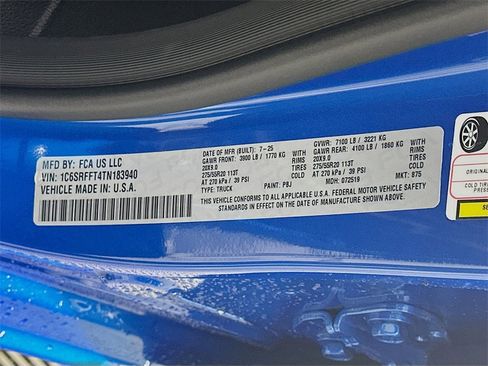 MFD BY: FCA US LLC
VIN: 1C6SRFFT4TN183940
VEHICLE MADE IN: U.S.A.
DATE OF MFR (BUILT): 7-25
GAWR FRONT: 3900 LB / 1770 KG WITH
20X9.0 RIMS
275/55R20 113T TIRES
AT 270 kPa / 39 PSI COLD
TYPE: TRUCK PAINT: PBJ
GVWR: 7100 LB / 3221 KG
GAWR REAR: 4100 LB / 1860 KG WITH
20X9.0 RIMS
275/55R20 113T TIRES
AT 270 kPa / 39 PSI COLD
MDH: 072519 MKT: 875
THIS VEHICLE CONFORMS TO ALL APPLICABLE U.S.A. FEDERAL MOTOR VEHICLE SAFETY
STANDARDS IN EFFECT ON THE DATE OF MANUFACTURE SHOWN ABOVE
ORIGINAL
COLD TI